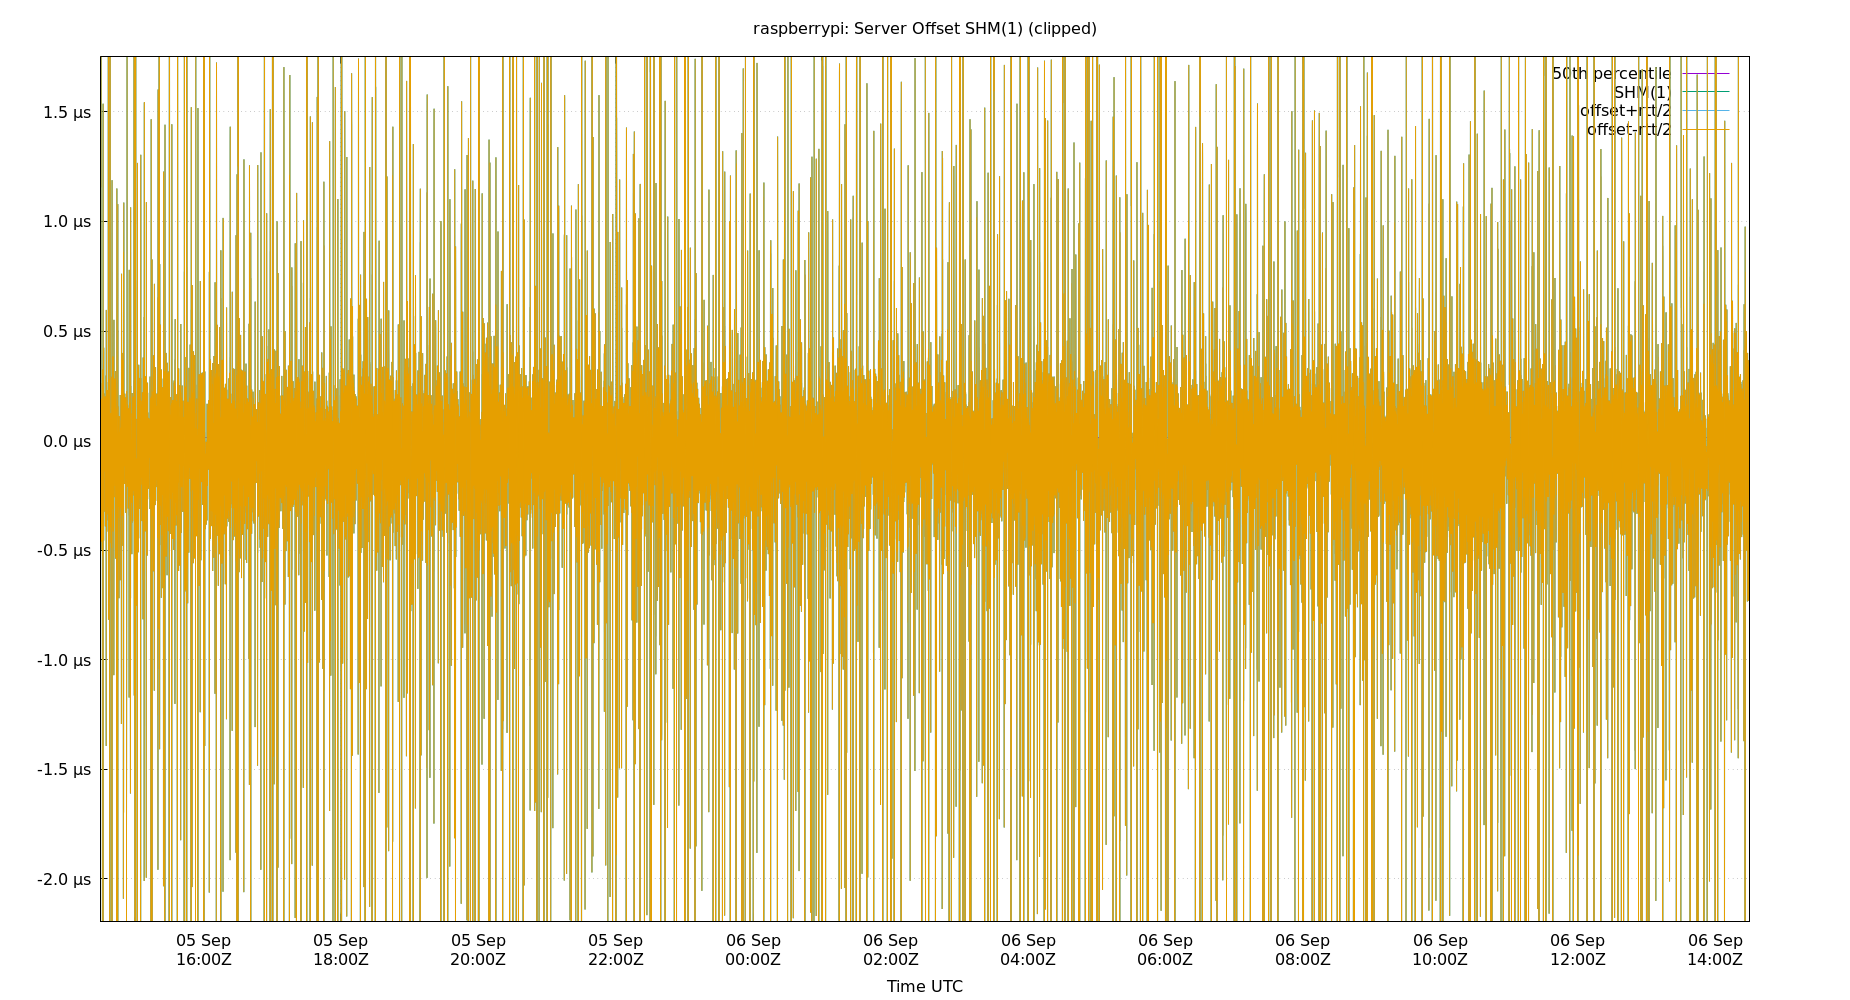 raspberrypi: Server Offset SHM(1) (clipped)
50th percentile
SHM(1)
offset+rtt/2
offset-rtt/2
1.5 µs
1.0 µs
0.5 µs
0.0 µs
-0.5 µs
-1.0 µs
-1.5 µs
-2.0 µs
05 Sep 05 Sep 05 Sep 05 Sep 06 Sep 06 Sep 06 Sep 06 Sep 06 Sep 06 Sep 06 Sep 06 Sep
16:00Z 18:00Z 20:00Z 22:00Z 00:00Z 02:00Z 04:00Z 06:00Z 08:00Z 10:00Z 12:00Z 14:00Z
Time UTC